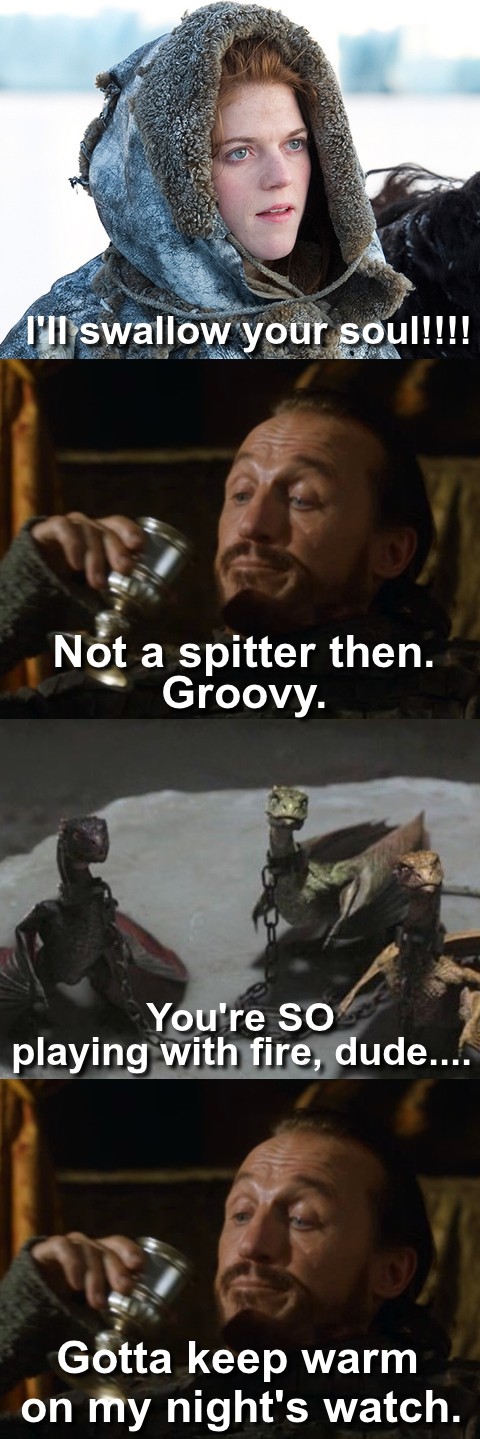 I'll swallow your soul!!!!
Not a spitter then.
Groovy.
You're SO
playing with fire, dude....
Gotta keep warm
on my night's watch.